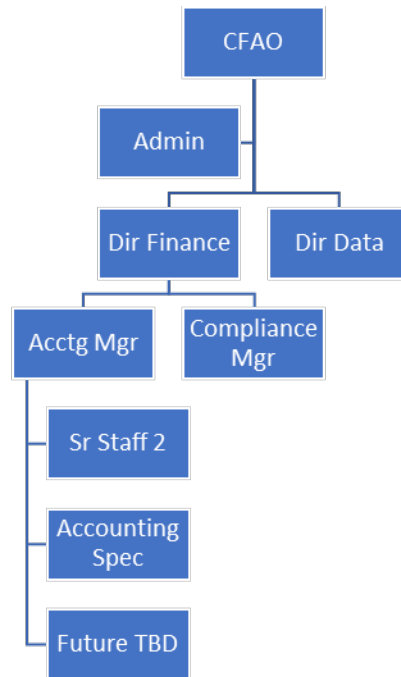 CFAO
Admin
Dir Finance
Dir Data
Acctg Mgr
Compliance
Mgr
Sr Staff 2
Accounting
Spec
Future TBD